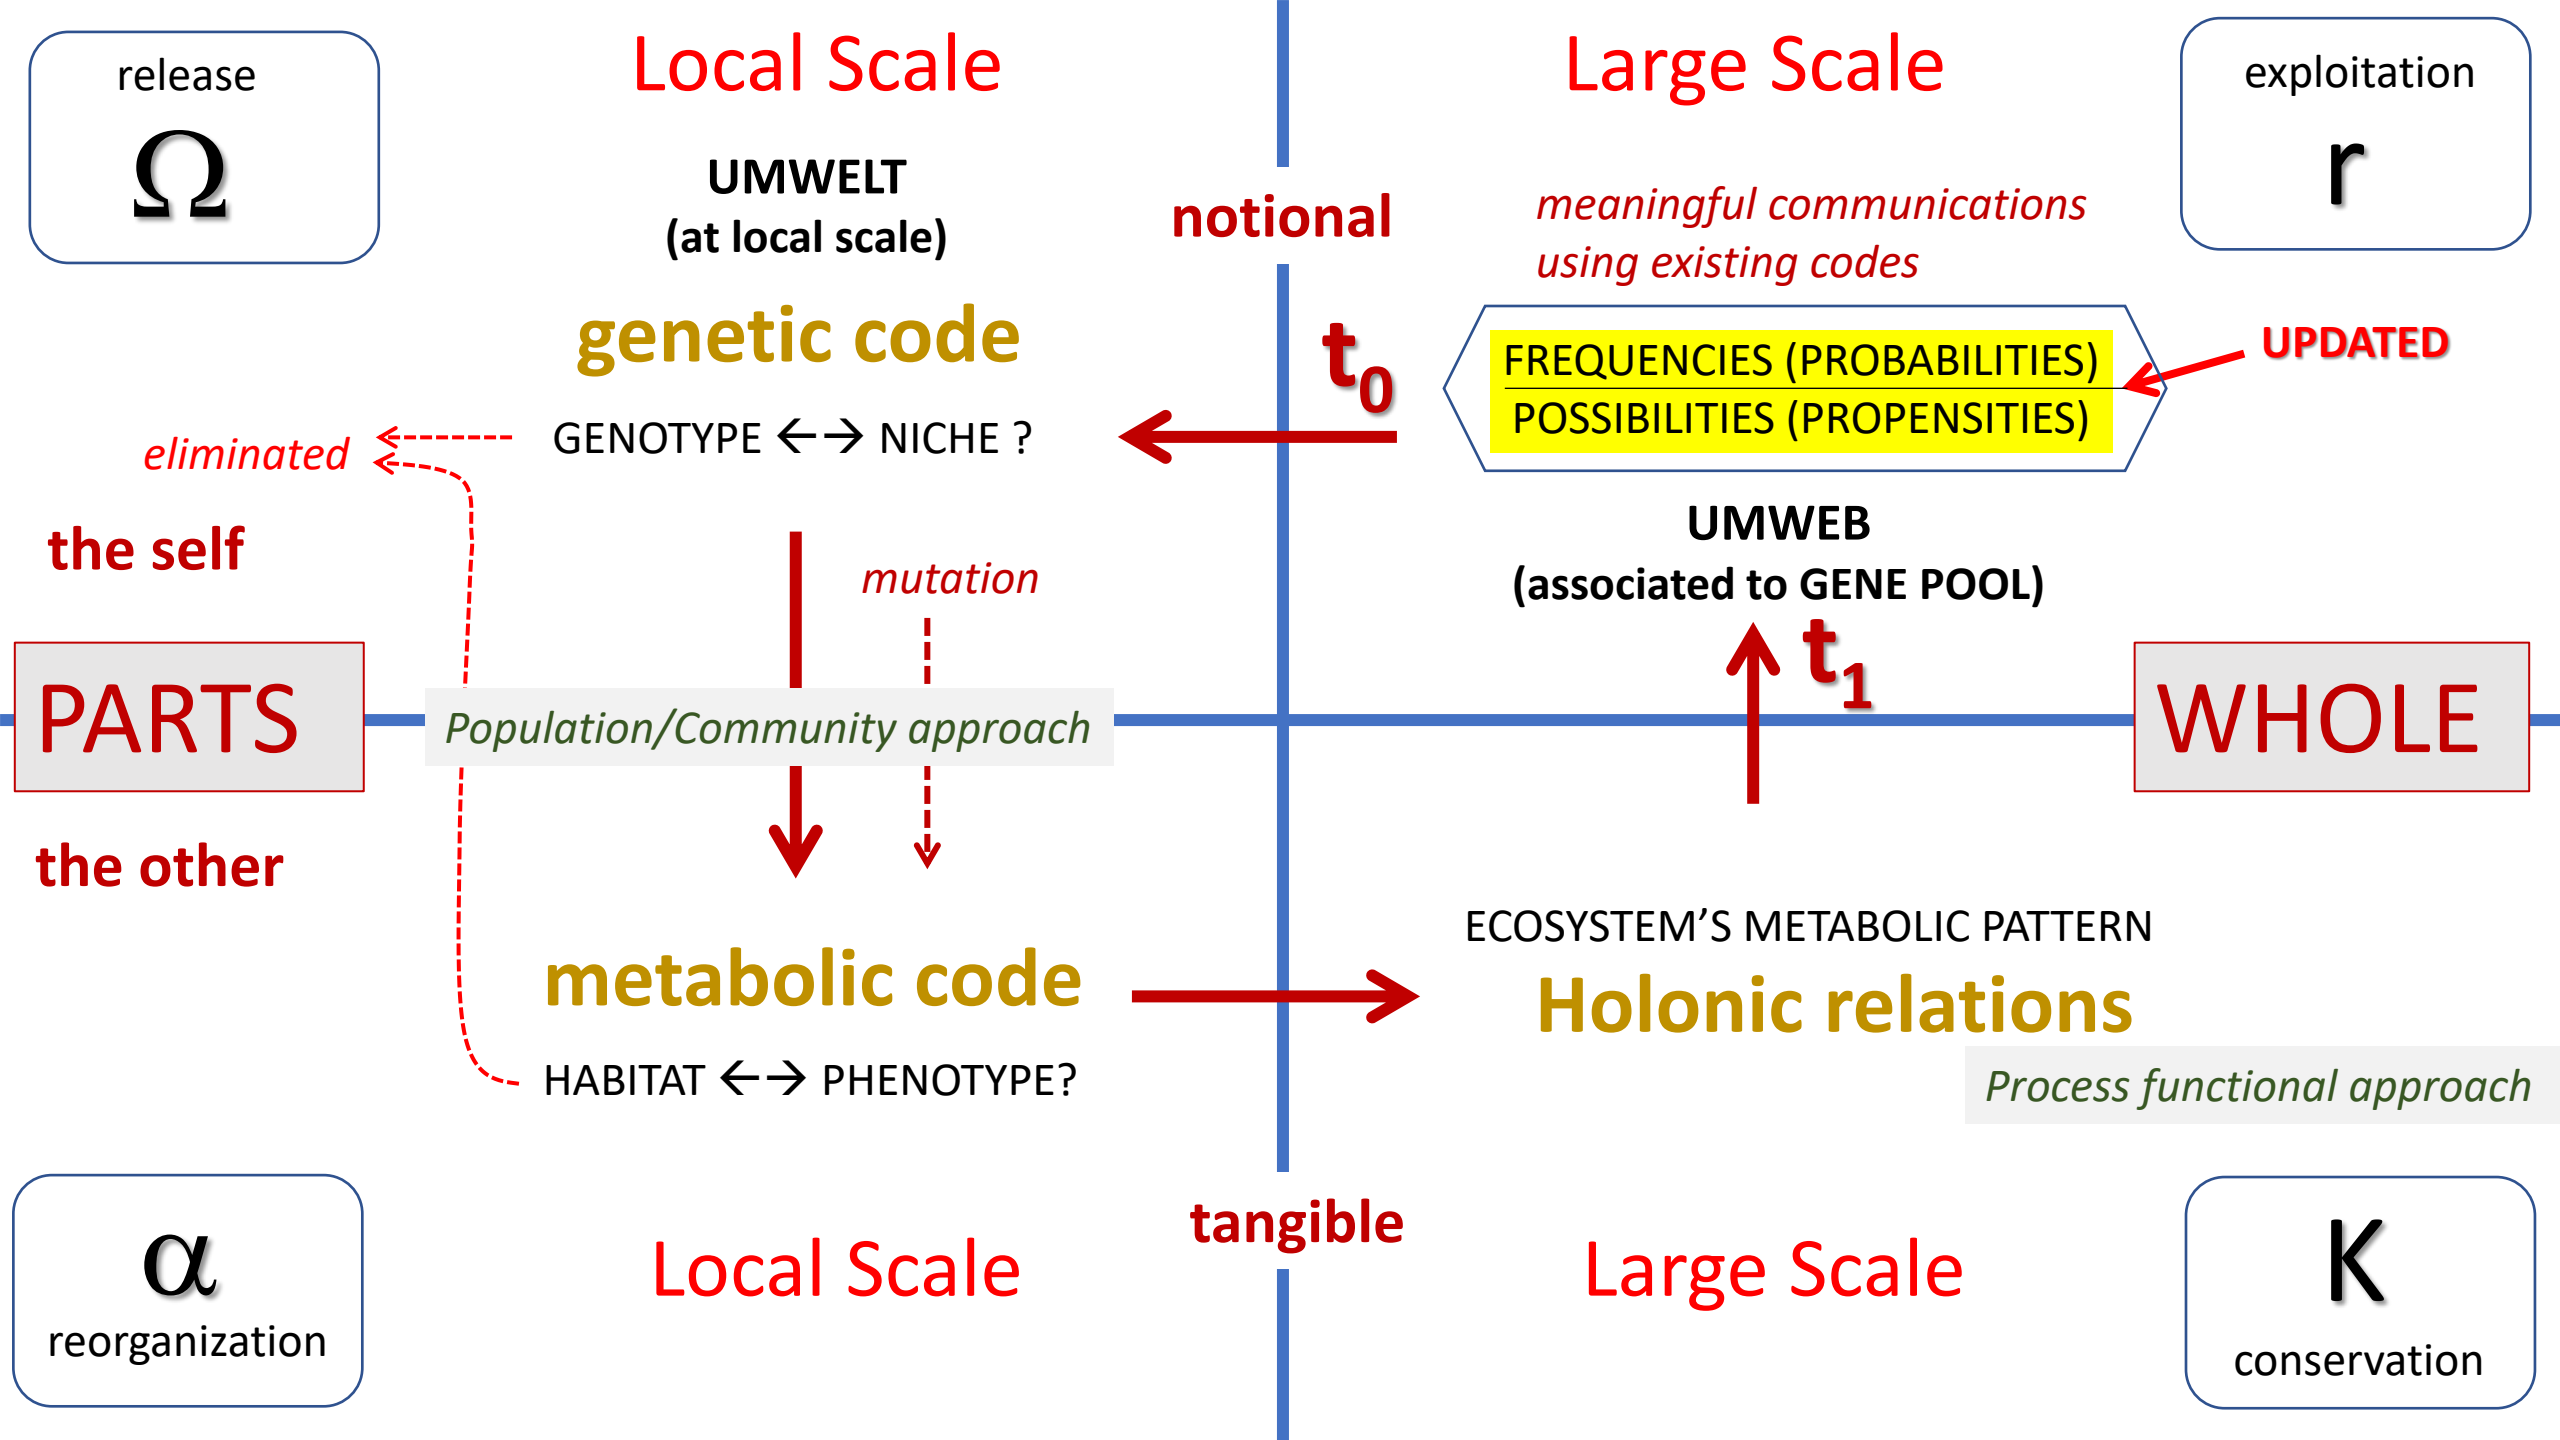 release
Ω
Local Scale
UMWELT
(at local scale)
genetic code
GENOTYPE ←→ NICHE ?
eliminated
the self
mutation
notional
t0
Large Scale
exploitation
r
meaningful communications
using existing codes
FREQUENCIES (PROBABILITIES)
POSSIBILITIES (PROPENSITIES)
UPDATED
UMWEB
(associated to GENE POOL)
t1
PARTS
Population/Community approach
WHOLE
the other
metabolic code
HABITAT ←→ PHENOTYPE?
ECOSYSTEM’S METABOLIC PATTERN
Holonic relations
Process functional approach
α
reorganization
Local Scale
tangible
Large Scale
K
conservation